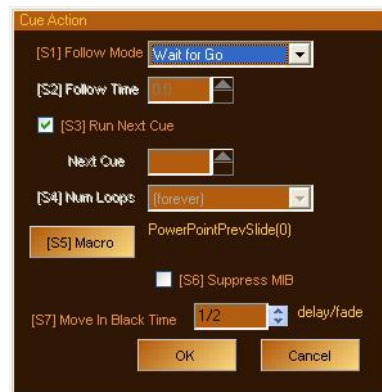 Cue Action
[S1] Follow Mode Wait for Go
[S2] Follow Time 0.0
[S3] Run Next Cue
Next Cue
[S4] Num Loops (forever)
[S5] Macro PowerPointPrevSlide(0)
[S6] Suppress MIB
[S7] Move In Black Time 1/2 delay/fade
OK Cancel